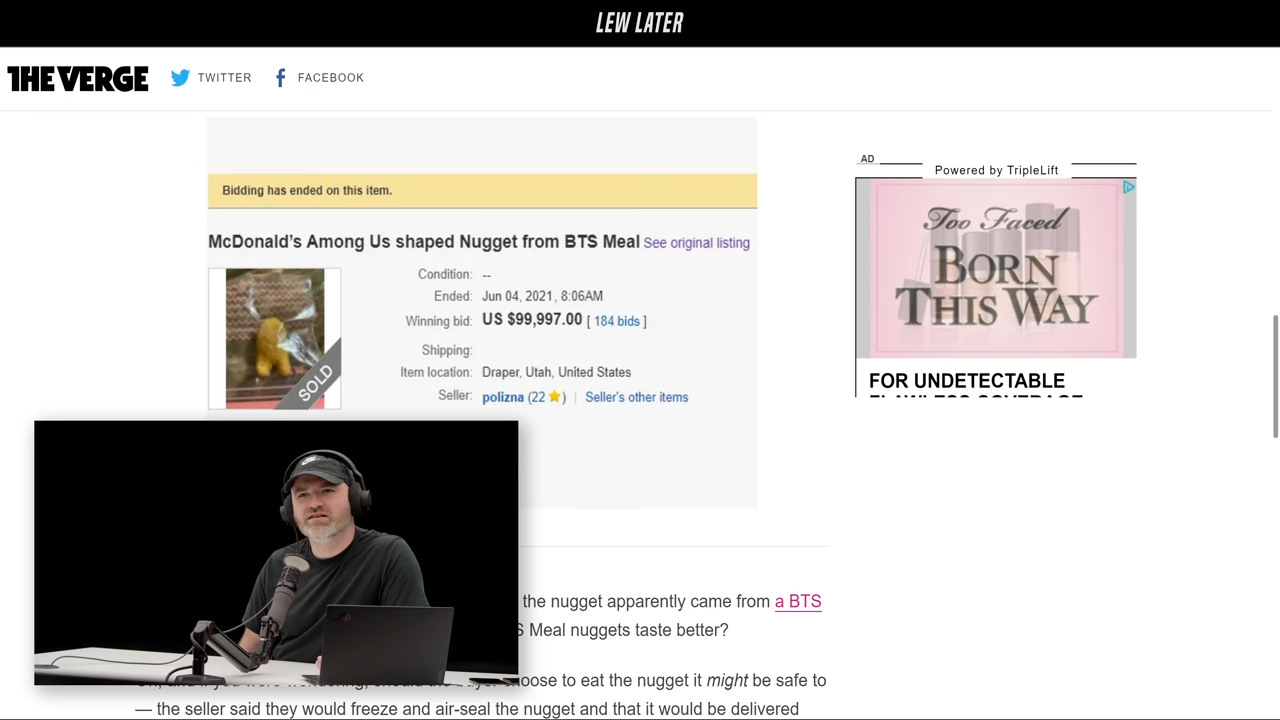 LEW LATER
THE VERGE TWITTER FACEBOOK
Bidding has ended on this item.
McDonald's Among Us shaped Nugget from BTS Meal See original listing
Condition: --
Ended: Jun 04, 2021, 8:06AM
Winning bid: US $99,997.00 [ 184 bids ]
Shipping:
Item location: Draper, Utah, United States
Seller: polizna (22 ) | Seller's other items
SOLD
AD
Powered by TripleLift
Too Faced
BORN
THIS WAY
FOR UNDETECTABLE
FLAWLESS COVERAGE
the nugget apparently came from a BTS
Meal nuggets taste better?
choose to eat the nugget it might be safe to
— the seller said they would freeze and air-seal the nugget and that it would be delivered